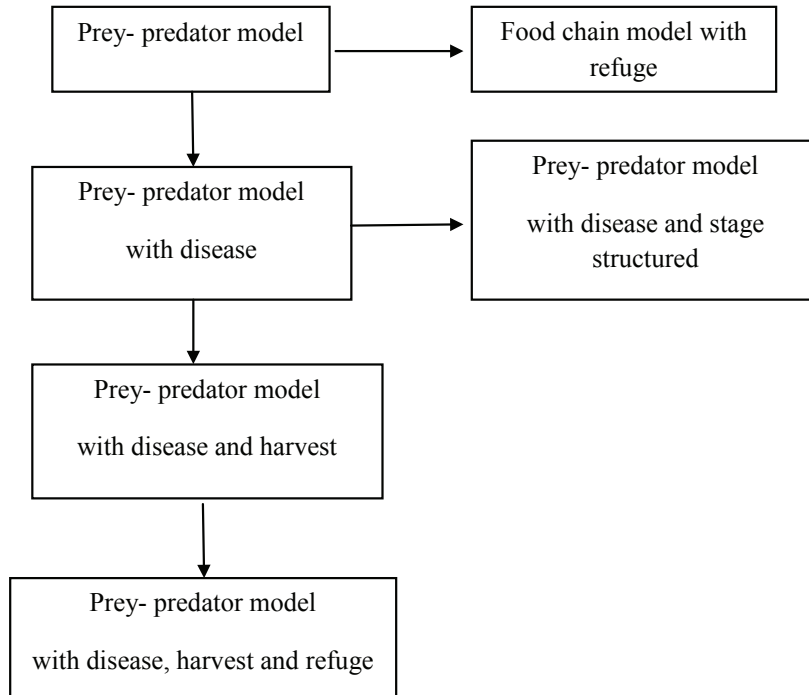 Prey- predator model
Food chain model with
refuge
Prey- predator model
with disease
Prey- predator model
with disease and stage
structured
Prey- predator model
with disease and harvest
Prey- predator model
with disease, harvest and refuge